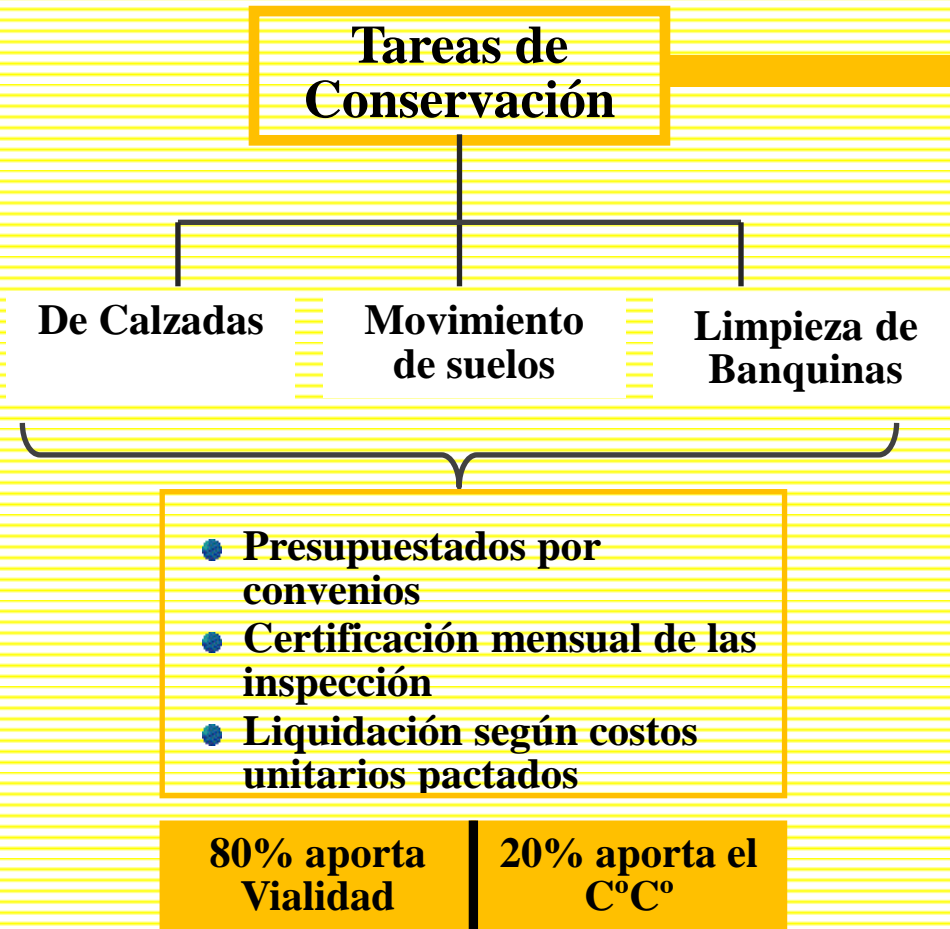 Tareas de
Conservación
De Calzadas
Movimiento
de suelos
Limpieza de
Banquinas
Presupuestados por
convenios
Certificación mensual de las
inspección
Liquidación según costos
unitarios pactados
80% aporta
Vialidad
20% aporta el
CºCº